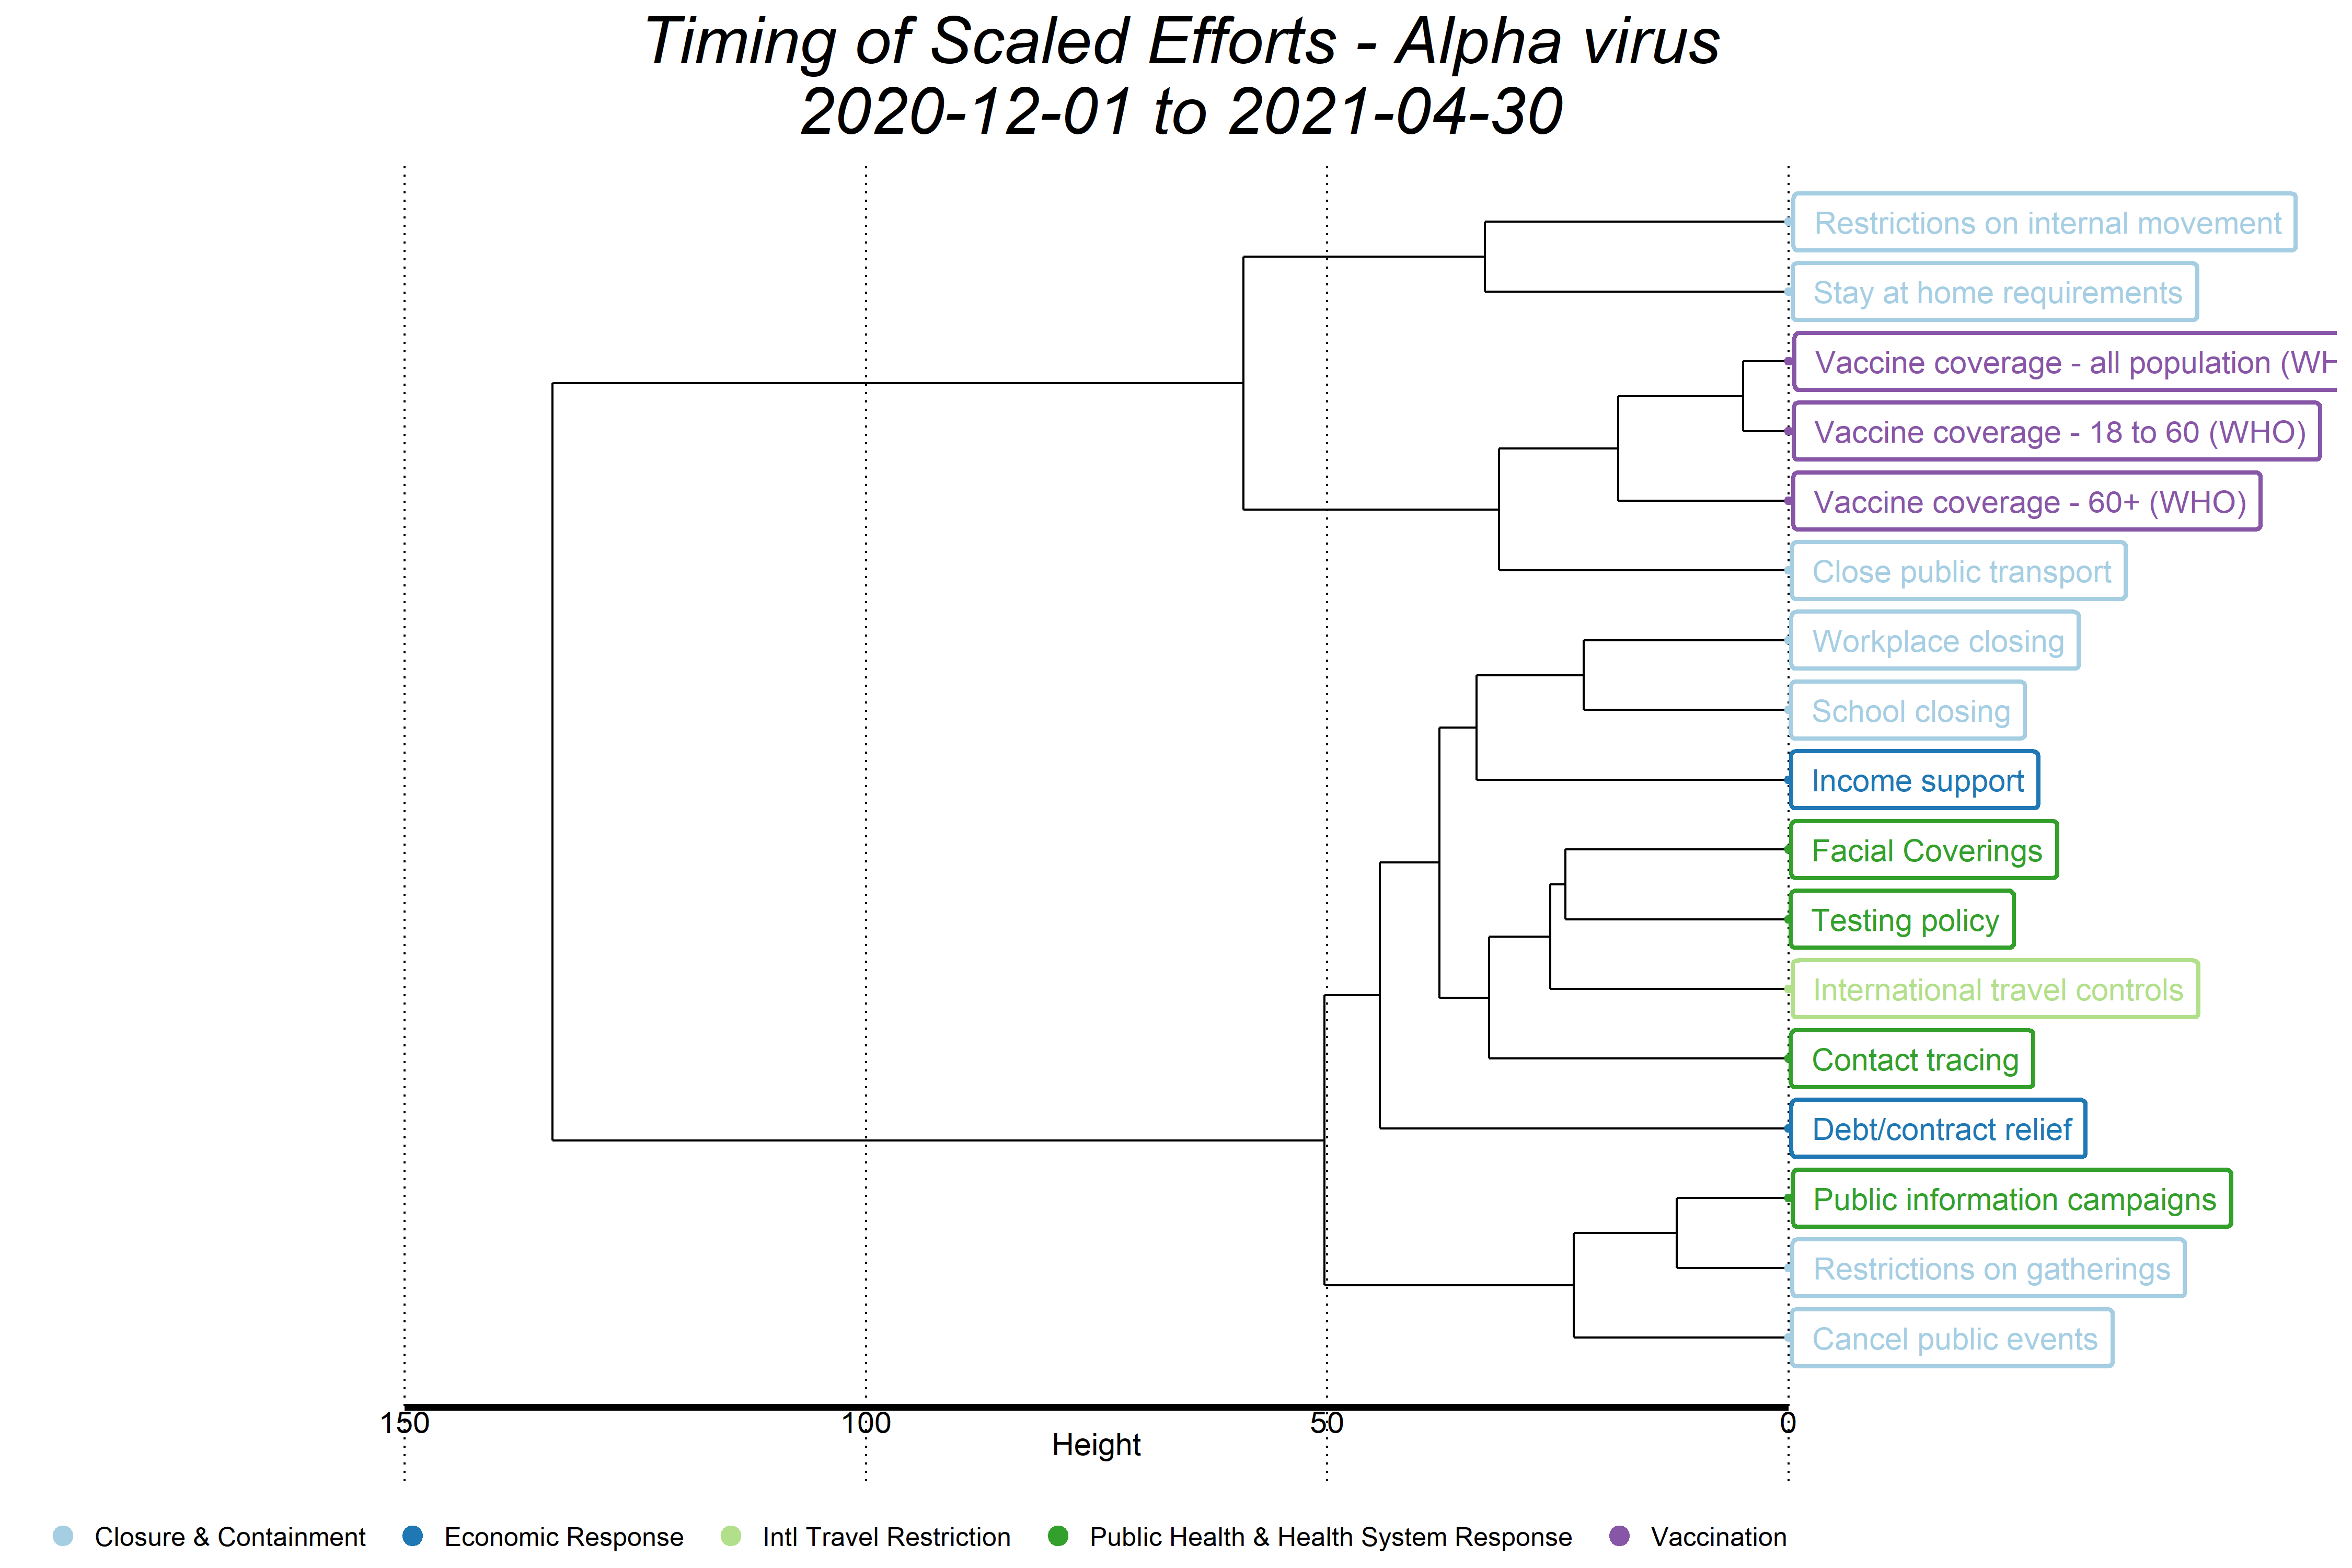 Timing of Scaled Efforts - Alpha virus
2020-12-01 to 2021-04-30
Restrictions on internal movement
Stay at home requirements
Vaccine coverage - all population (WH
Vaccine coverage - 18 to 60 (WHO)
Vaccine coverage - 60+ (WHO)
Close public transport
Workplace closing
School closing
Income support
Facial Coverings
Testing policy
International travel controls
Contact tracing
Debt/contract relief
Public information campaigns
Restrictions on gatherings
Cancel public events
150 100 50 0
Height
Closure & Containment Economic Response Intl Travel Restriction Public Health & Health System Response Vaccination